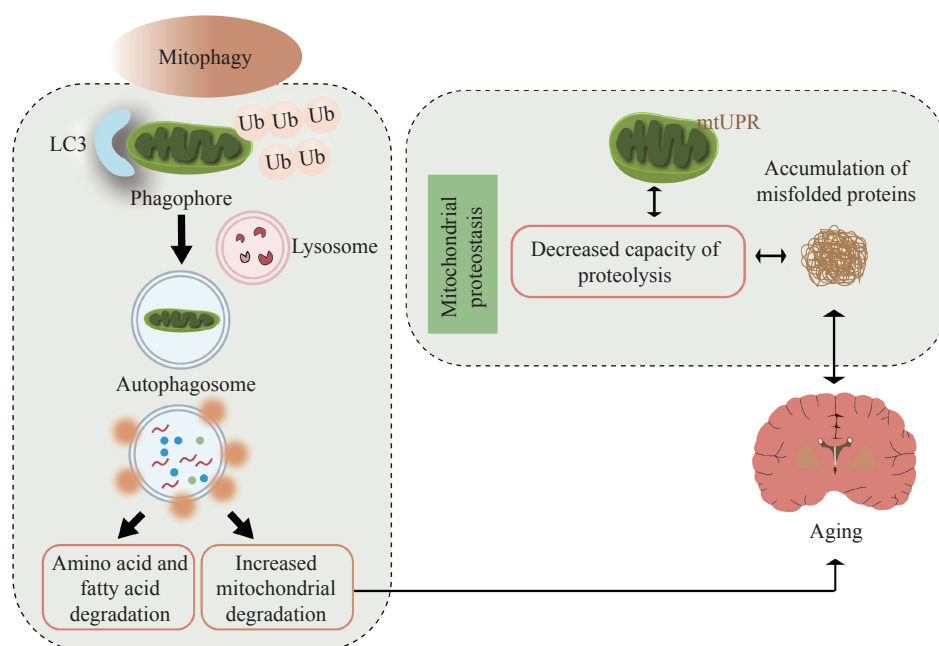 Mitophagy
LC3
Ub
Ub
Ub
Ub
Ub
Phagophore
Lysosome
Autophagosome
Amino acid and
fatty acid
degradation
Increased
mitochondrial
degradation
Mitochondrial
proteostasis
mtUPR
Decreased capacity of
proteolysis
Accumulation of
misfolded proteins
Aging